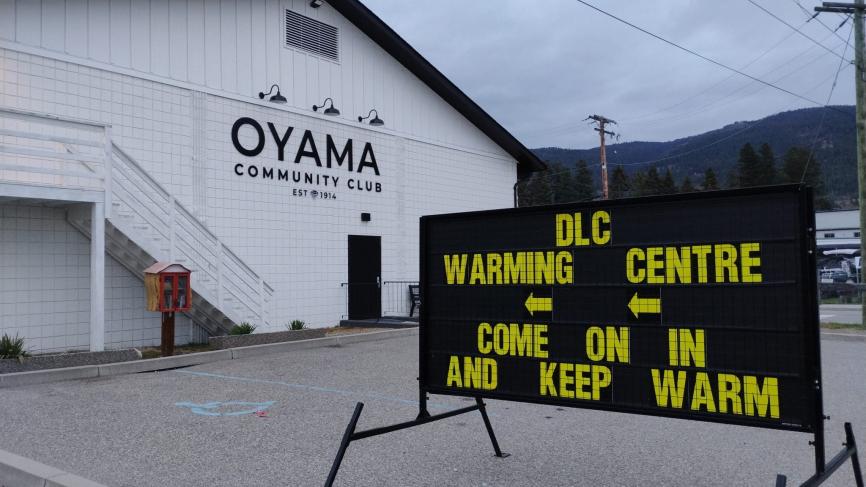 OYAMA
COMMUNITY CLUB
EST 1914
DLC
WARMING CENTRE
← ←
COME ON IN
AND KEEP WARM